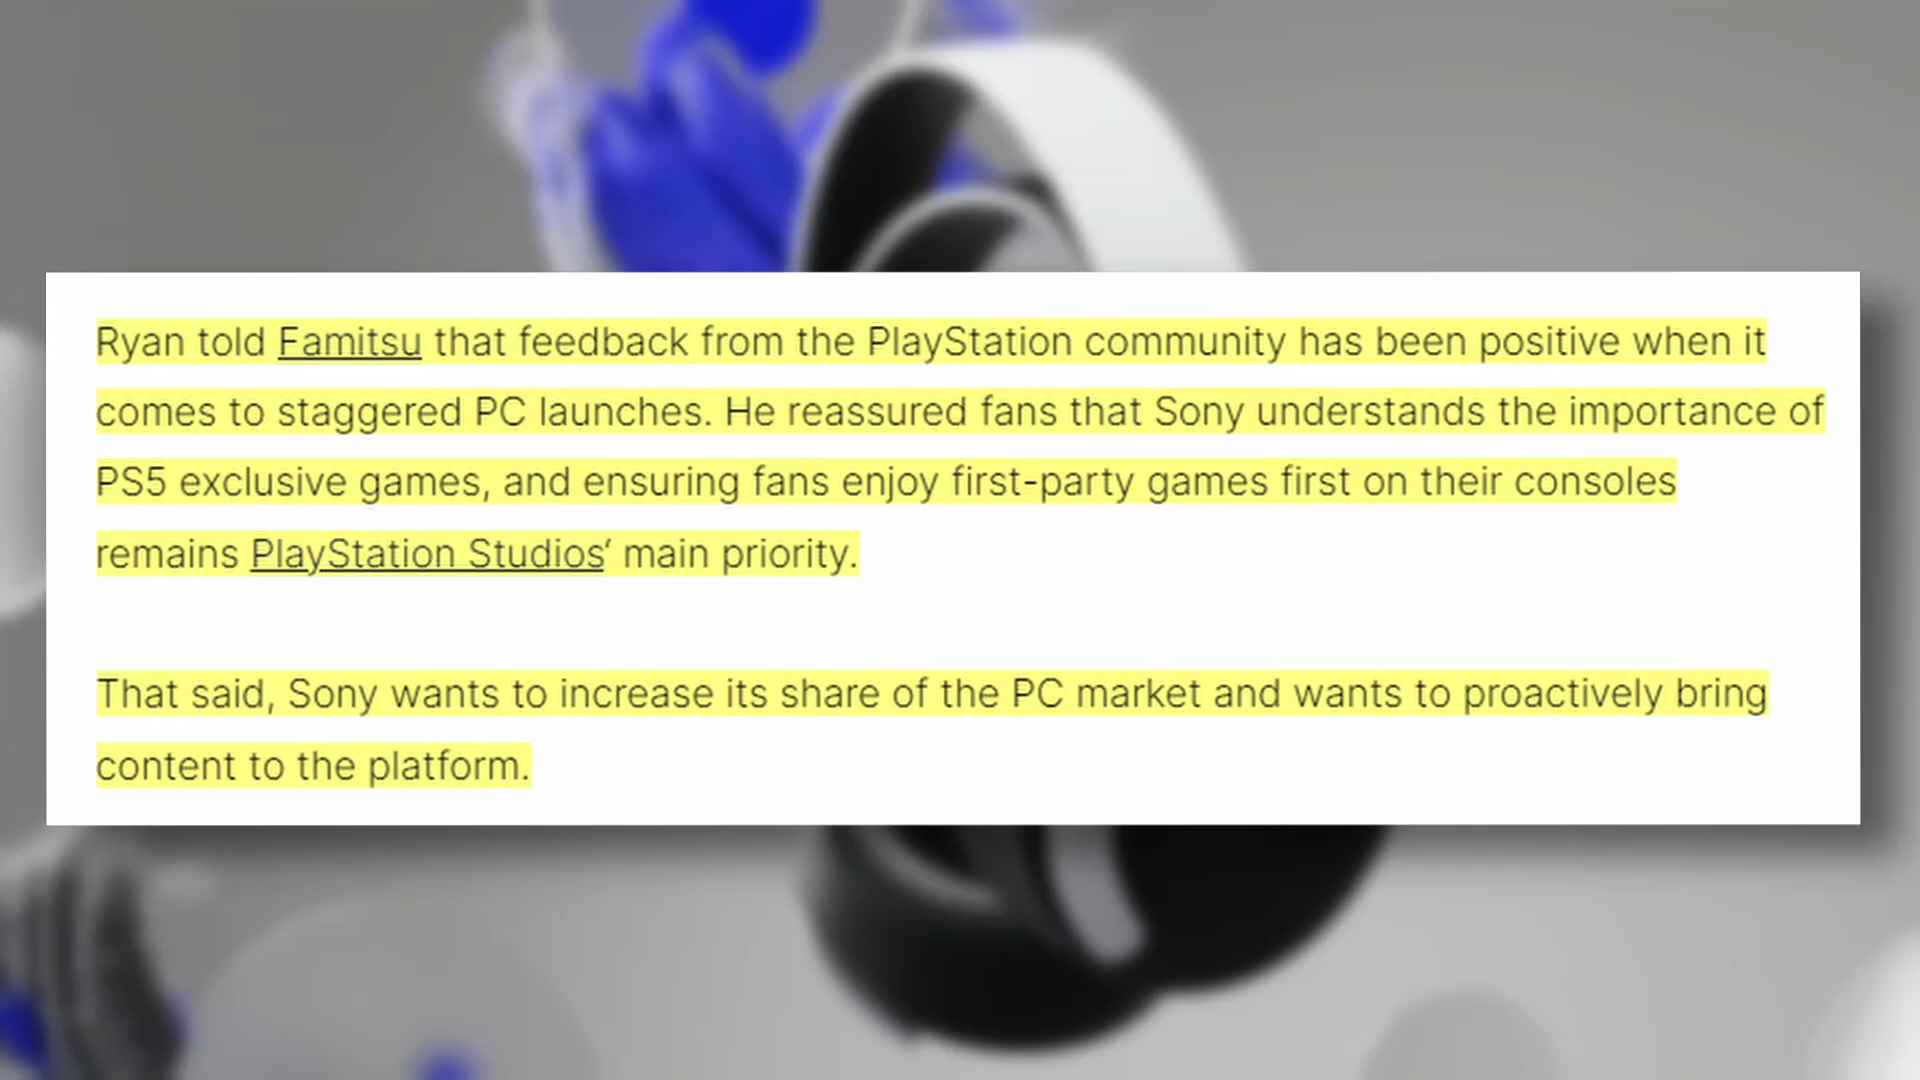 Ryan told Famitsu that feedback from the PlayStation community has been positive when it
comes to staggered PC launches. He reassured fans that Sony understands the importance of
PS5 exclusive games, and ensuring fans enjoy first-party games first on their consoles
remains PlayStation Studios‘ main priority.
That said, Sony wants to increase its share of the PC market and wants to proactively bring
content to the platform.